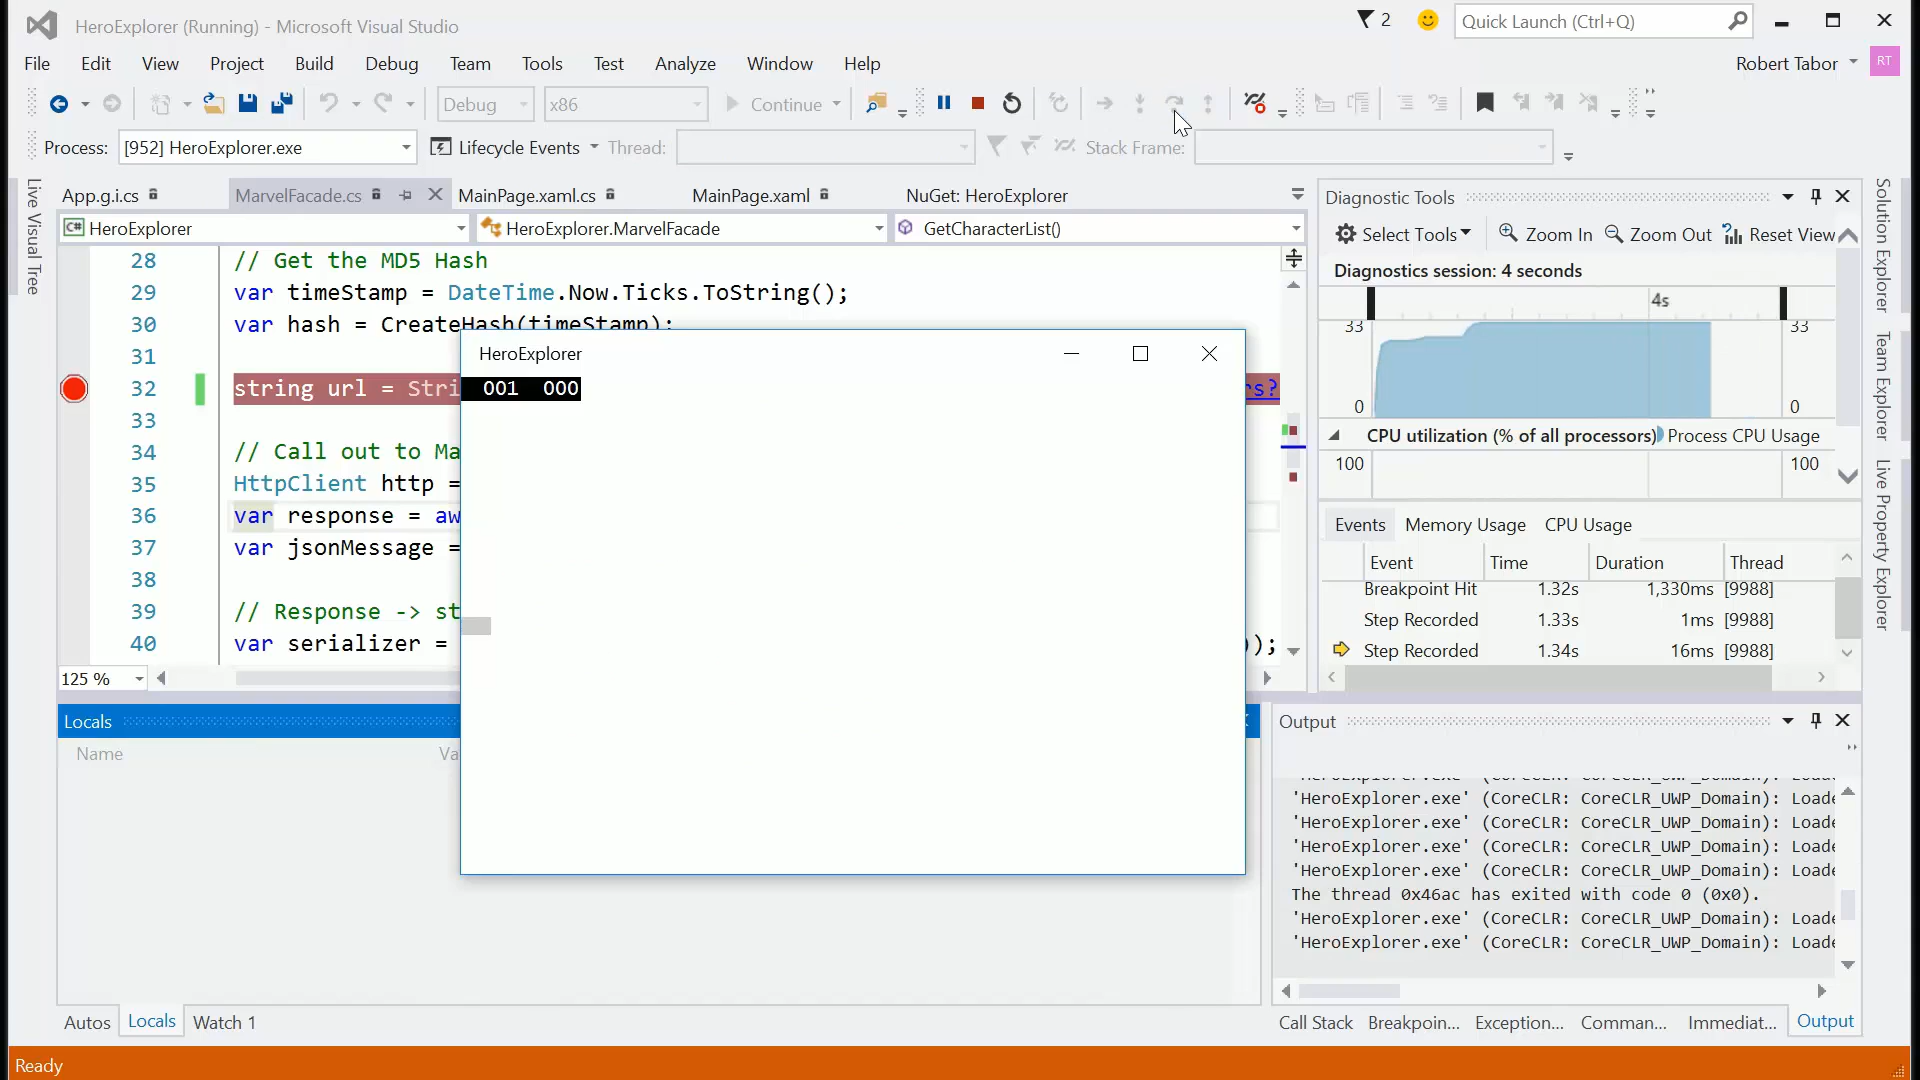 HeroExplorer (Running) - Microsoft Visual Studio
2
Quick Launch (Ctrl+Q)
File Edit View Project Build Debug Team Tools Test Analyze Window Help
Robert Tabor
RT
Debug
x86
Continue
Process:
[952] HeroExplorer.exe
Lifecycle Events
Thread:
Stack Frame:
Live Visual Tree
App.g.i.cs
MarvelFacade.cs
MainPage.xaml.cs
MainPage.xaml
NuGet: HeroExplorer
C# HeroExplorer
HeroExplorer.MarvelFacade
GetCharacterList()
28 // Get the MD5 Hash
29 var timeStamp = DateTime.Now.Ticks.ToString();
30 var hash = CreateHash(timeStamp);
31
32 string url = Stri
rs?
33
34 // Call out to Ma
35 HttpClient http =
36 var response = aw
37 var jsonMessage =
38
39 // Response -> st
40 var serializer =
));
125 %
HeroExplorer
001 000
Locals
Name
Va
Autos
Locals
Watch 1
Diagnostic Tools
Select Tools
Zoom In
Zoom Out
Reset View
Diagnostics session: 4 seconds
4s
33
33
0
0
CPU utilization (% of all processors)
Process CPU Usage
100
100
Events
Memory Usage
CPU Usage
Event Time Duration Thread
Breakpoint Hit 1.32s 1,330ms [9988]
Step Recorded 1.33s 1ms [9988]
Step Recorded 1.34s 16ms [9988]
Solution Explorer
Team Explorer
Live Property Explorer
Output
'HeroExplorer.exe' (CoreCLR: CoreCLR_UWP_Domain): Loade
'HeroExplorer.exe' (CoreCLR: CoreCLR_UWP_Domain): Loade
'HeroExplorer.exe' (CoreCLR: CoreCLR_UWP_Domain): Loade
'HeroExplorer.exe' (CoreCLR: CoreCLR_UWP_Domain): Loade
'HeroExplorer.exe' (CoreCLR: CoreCLR_UWP_Domain): Loade
The thread 0x46ac has exited with code 0 (0x0).
'HeroExplorer.exe' (CoreCLR: CoreCLR_UWP_Domain): Loade
'HeroExplorer.exe' (CoreCLR: CoreCLR_UWP_Domain): Loade
Call Stack
Breakpoin...
Exception...
Comman...
Immediat...
Output
Ready